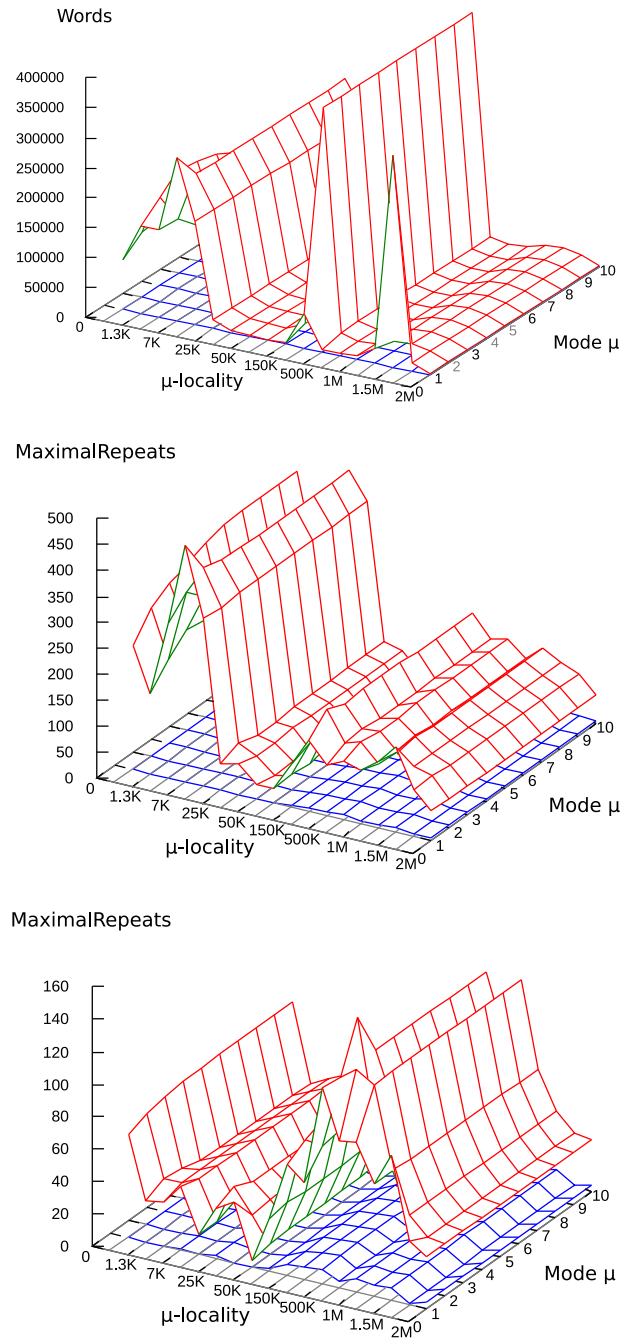 Words
400000
350000
300000
250000
200000
150000
100000
50000
0
0
1.3K
7K
25K
50K
150K
500K
1M
1.5M
2M
μ-locality
0
1
2
3
4
5
6
7
8
9
10
Mode μ
MaximalRepeats
500
450
400
350
300
250
200
150
100
50
0
0
1.3K
7K
25K
50K
150K
500K
1M
1.5M
2M
μ-locality
0
1
2
3
4
5
6
7
8
9
10
Mode μ
MaximalRepeats
160
140
120
100
80
60
40
20
0
0
1.3K
7K
25K
50K
150K
500K
1M
1.5M
2M
μ-locality
0
1
2
3
4
5
6
7
8
9
10
Mode μ